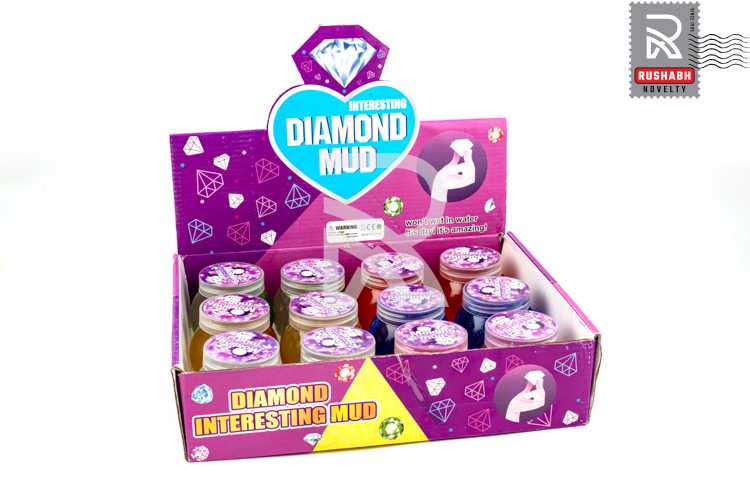 RUSHABH
NOVELTY
INTERESTING
DIAMOND
MUD
WARNING
won't wet in water
it's dry! it's amazing!
DIAMOND
INTERESTING MUD